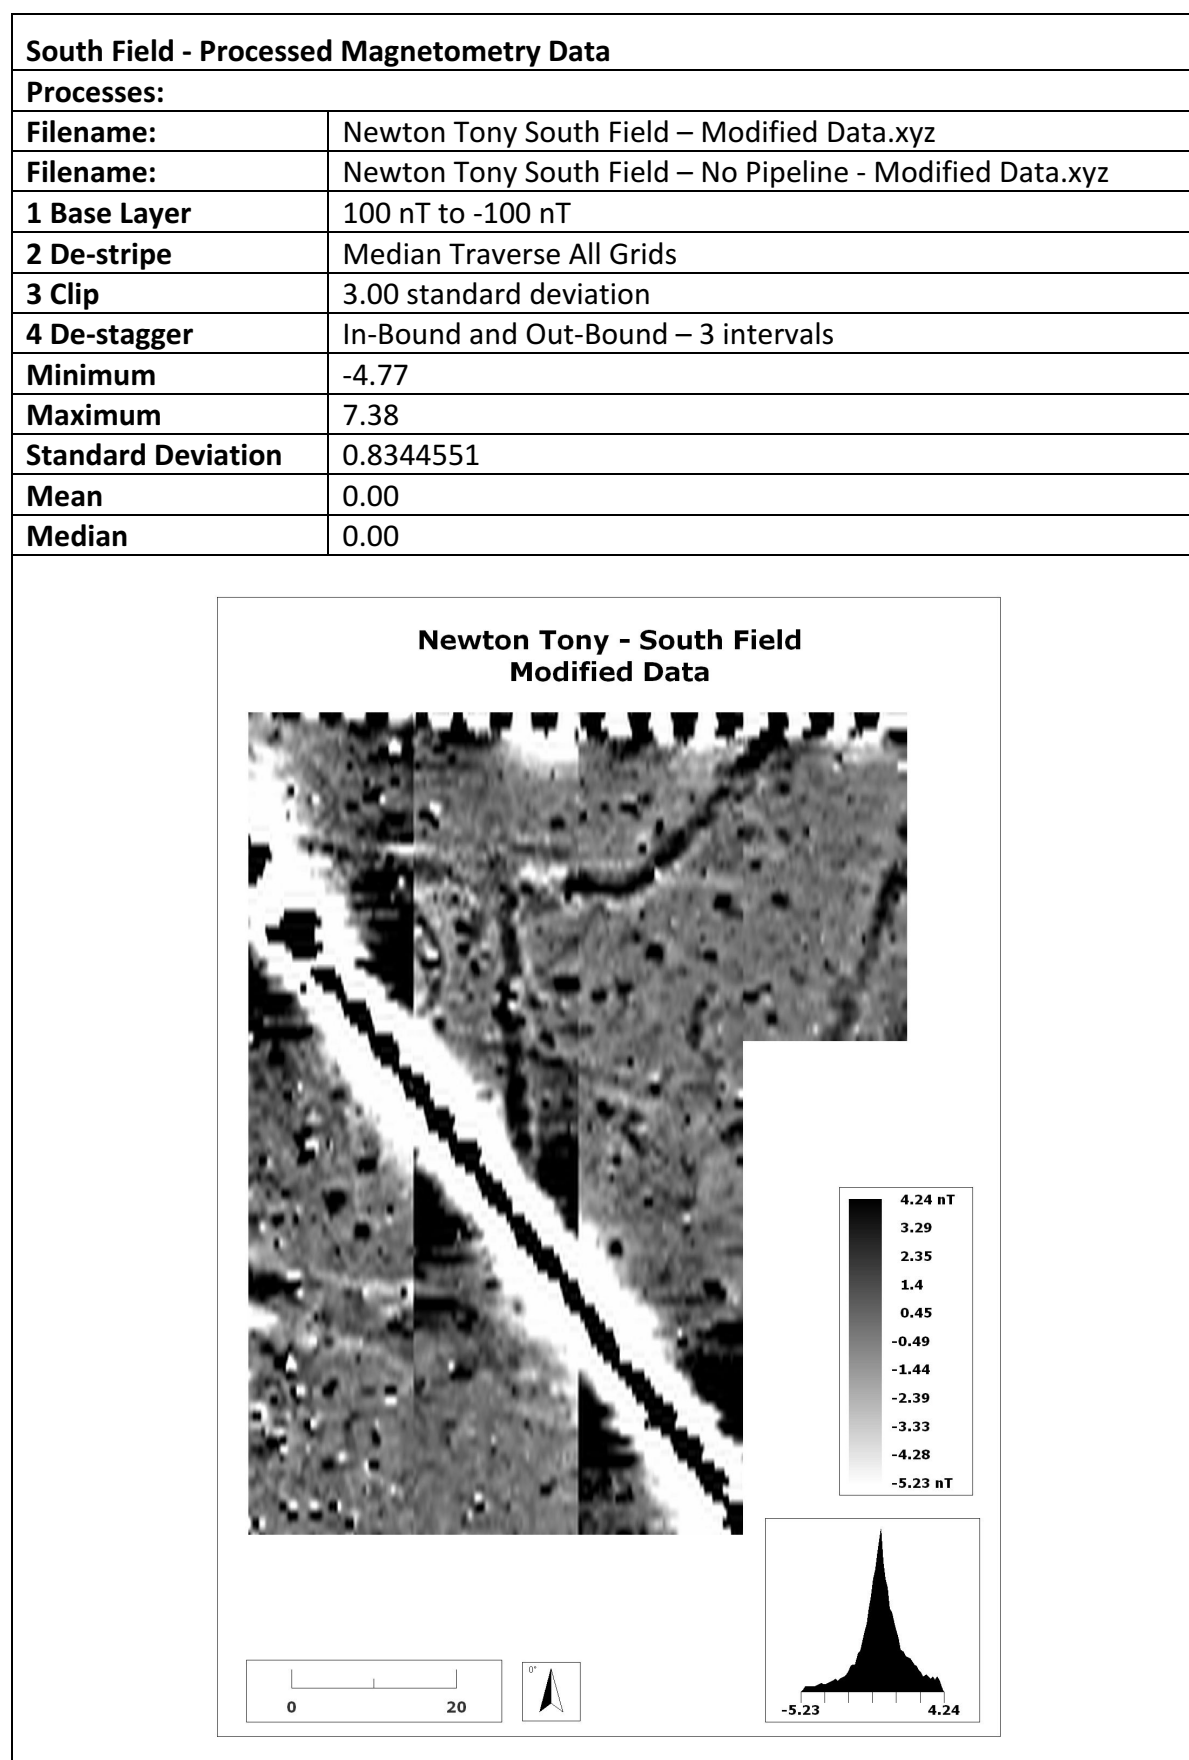 South Field - Processed Magnetometry Data
Processes:
Filename: Newton Tony South Field – Modified Data.xyz
Filename: Newton Tony South Field – No Pipeline - Modified Data.xyz
1 Base Layer 100 nT to -100 nT
2 De-stripe Median Traverse All Grids
3 Clip 3.00 standard deviation
4 De-stagger In-Bound and Out-Bound – 3 intervals
Minimum -4.77
Maximum 7.38
Standard Deviation 0.8344551
Mean 0.00
Median 0.00
Newton Tony - South Field
Modified Data
4.24 nT
3.29
2.35
1.4
0.45
-0.49
-1.44
-2.39
-3.33
-4.28
-5.23 nT
0 20
0°
-5.23 4.24